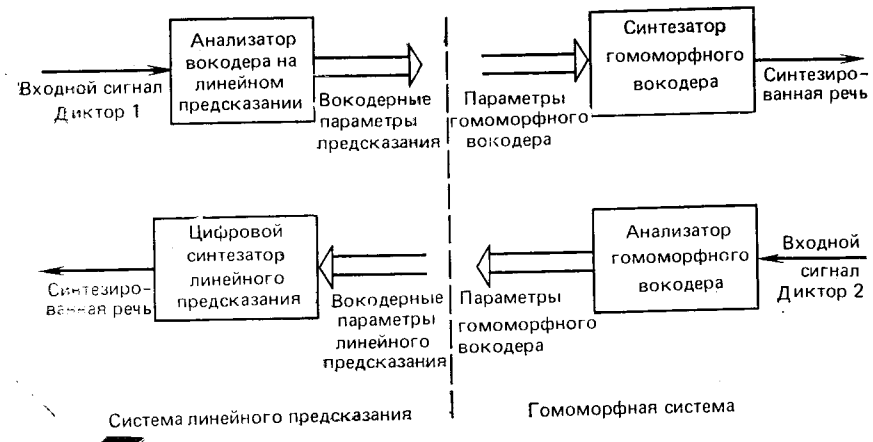 Анализатор
вокодера на
линейном
предсказании
Входной сигнал
Диктор 1
Вокодерные
параметры
предсказания
Параметры
гомоморфного
вокодера
Синтезатор
гомоморфного
вокодера
Синтезиро-
ванная речь
Цифровой
синтезатор
линейного
предсказания
Синтезиро-
ванная речь
Вокодерные
параметры
линейного
предсказания
Параметры
гомоморфного
вокодера
Анализатор
гомоморфного
вокодера
Входной
сигнал
Диктор 2
Система линейного предсказания
Гомоморфная система